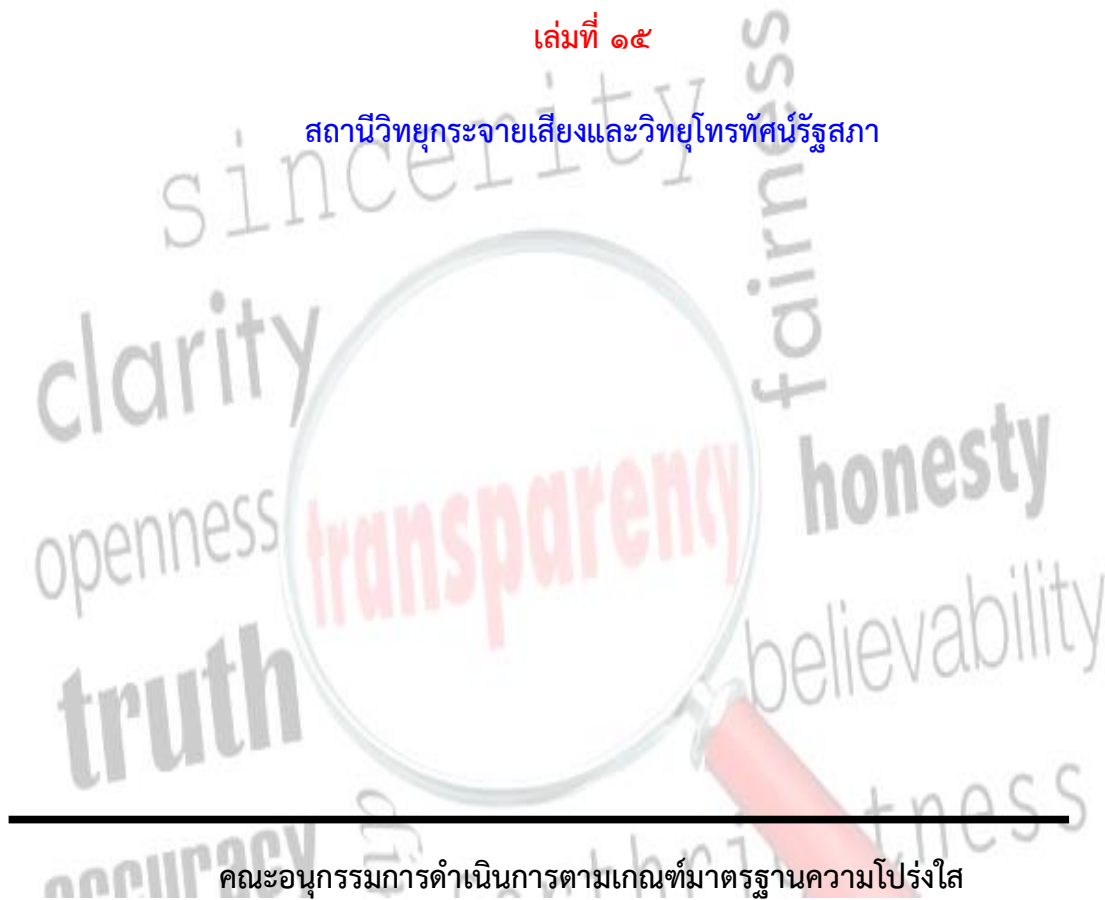 เล่มที่ ๑๕
สถานีวิทยุกระจายเสียงและวิทยุโทรทัศน์รัฐสภา
sincerity
fairness
clarity
honesty
openness
transparency
believability
truth
accuracy
คณะอนุกรรมการดำเนินการตามเกณฑ์มาตรฐานความโปร่งใส